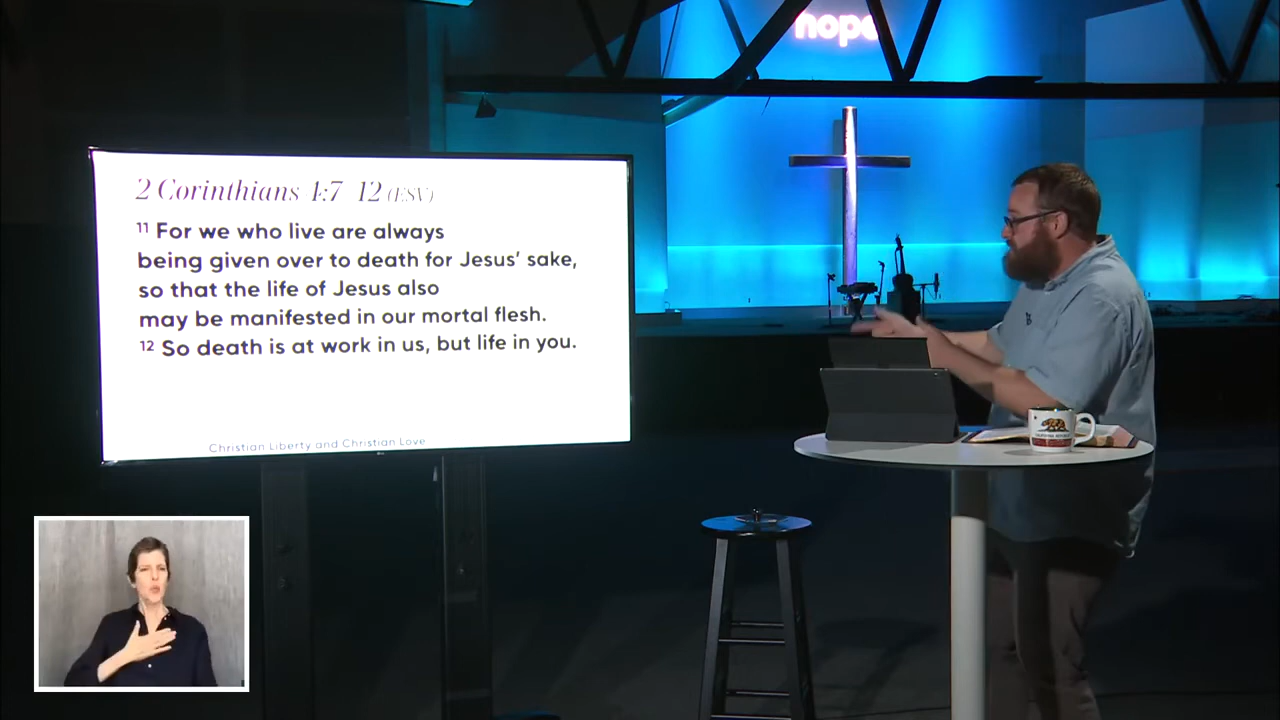 hope
2 Corinthians 4:7 12 (ESV)
11 For we who live are always
being given over to death for Jesus’ sake,
so that the life of Jesus also
may be manifested in our mortal flesh.
12 So death is at work in us, but life in you.
Christian Liberty and Christian Love